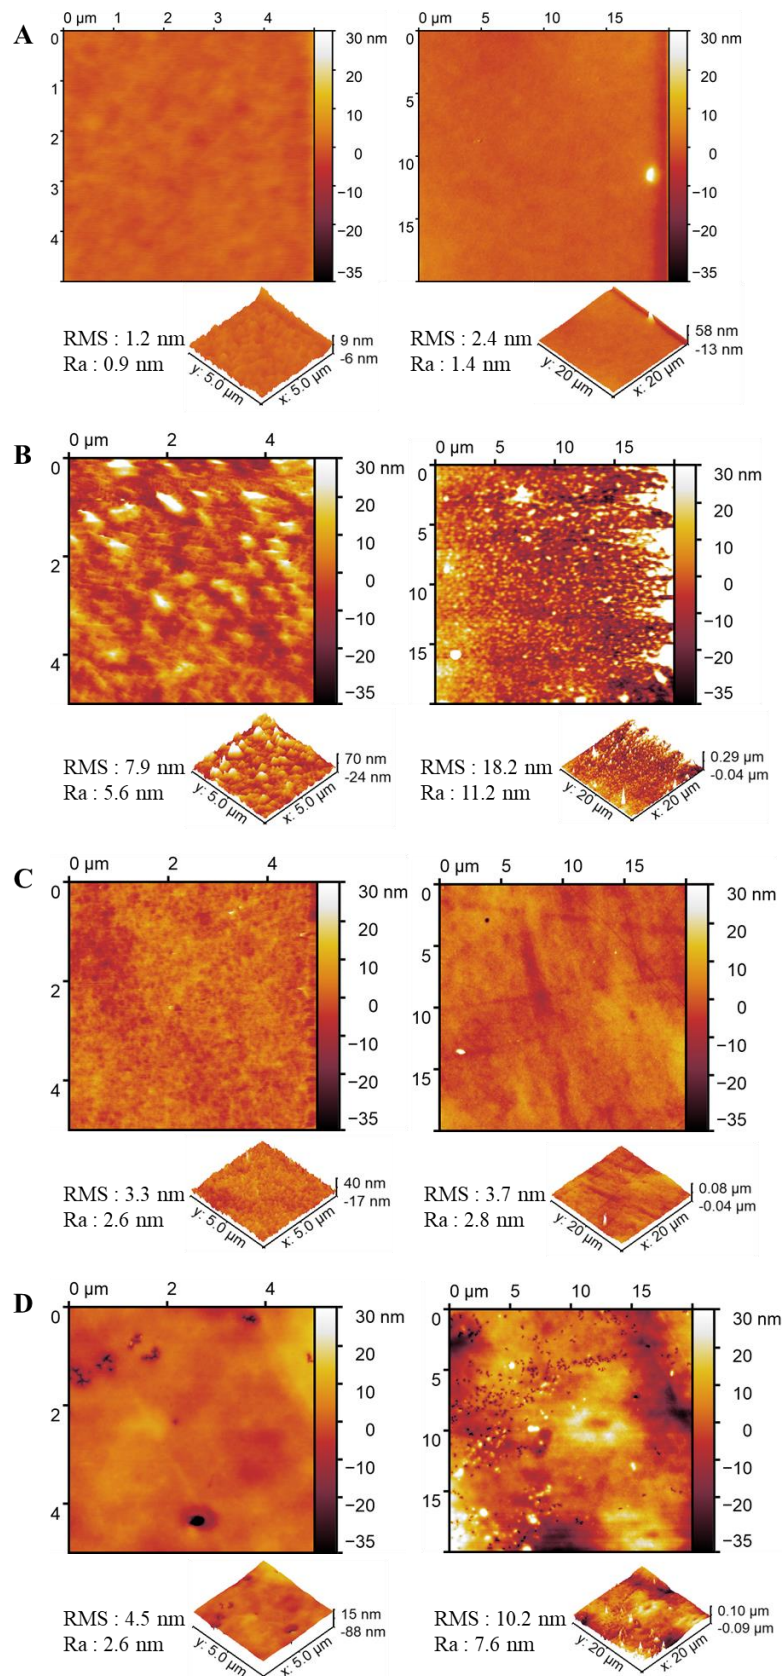 A
0 µm 1 2 3 4
0
1
2
3
4
30 nm
20
10
0
−10
−20
−35
RMS : 1.2 nm
Ra : 0.9 nm
9 nm
-6 nm
y: 5.0 µm
x: 5.0 µm
0 µm 5 10 15
0
5
10
15
30 nm
20
10
0
−10
−20
−35
RMS : 2.4 nm
Ra : 1.4 nm
58 nm
-13 nm
y: 20 µm
x: 20 µm
B
0 µm 2 4
0
2
4
30 nm
20
10
0
−10
−20
−35
RMS : 7.9 nm
Ra : 5.6 nm
70 nm
-24 nm
y: 5.0 µm
x: 5.0 µm
0 µm 5 10 15
0
5
10
15
30 nm
20
10
0
−10
−20
−35
RMS : 18.2 nm
Ra : 11.2 nm
0.29 µm
-0.04 µm
y: 20 µm
x: 20 µm
C
0 µm 2 4
0
2
4
30 nm
20
10
0
−10
−20
−35
RMS : 3.3 nm
Ra : 2.6 nm
40 nm
-17 nm
y: 5.0 µm
x: 5.0 µm
0 µm 5 10 15
0
5
10
15
30 nm
20
10
0
−10
−20
−35
RMS : 3.7 nm
Ra : 2.8 nm
0.08 µm
-0.04 µm
y: 20 µm
x: 20 µm
D
0 µm 2 4
0
2
4
30 nm
20
10
0
−10
−20
−35
RMS : 4.5 nm
Ra : 2.6 nm
15 nm
-88 nm
y: 5.0 µm
x: 5.0 µm
0 µm 5 10 15
0
5
10
15
30 nm
20
10
0
−10
−20
−35
RMS : 10.2 nm
Ra : 7.6 nm
0.10 µm
-0.09 µm
y: 20 µm
x: 20 µm